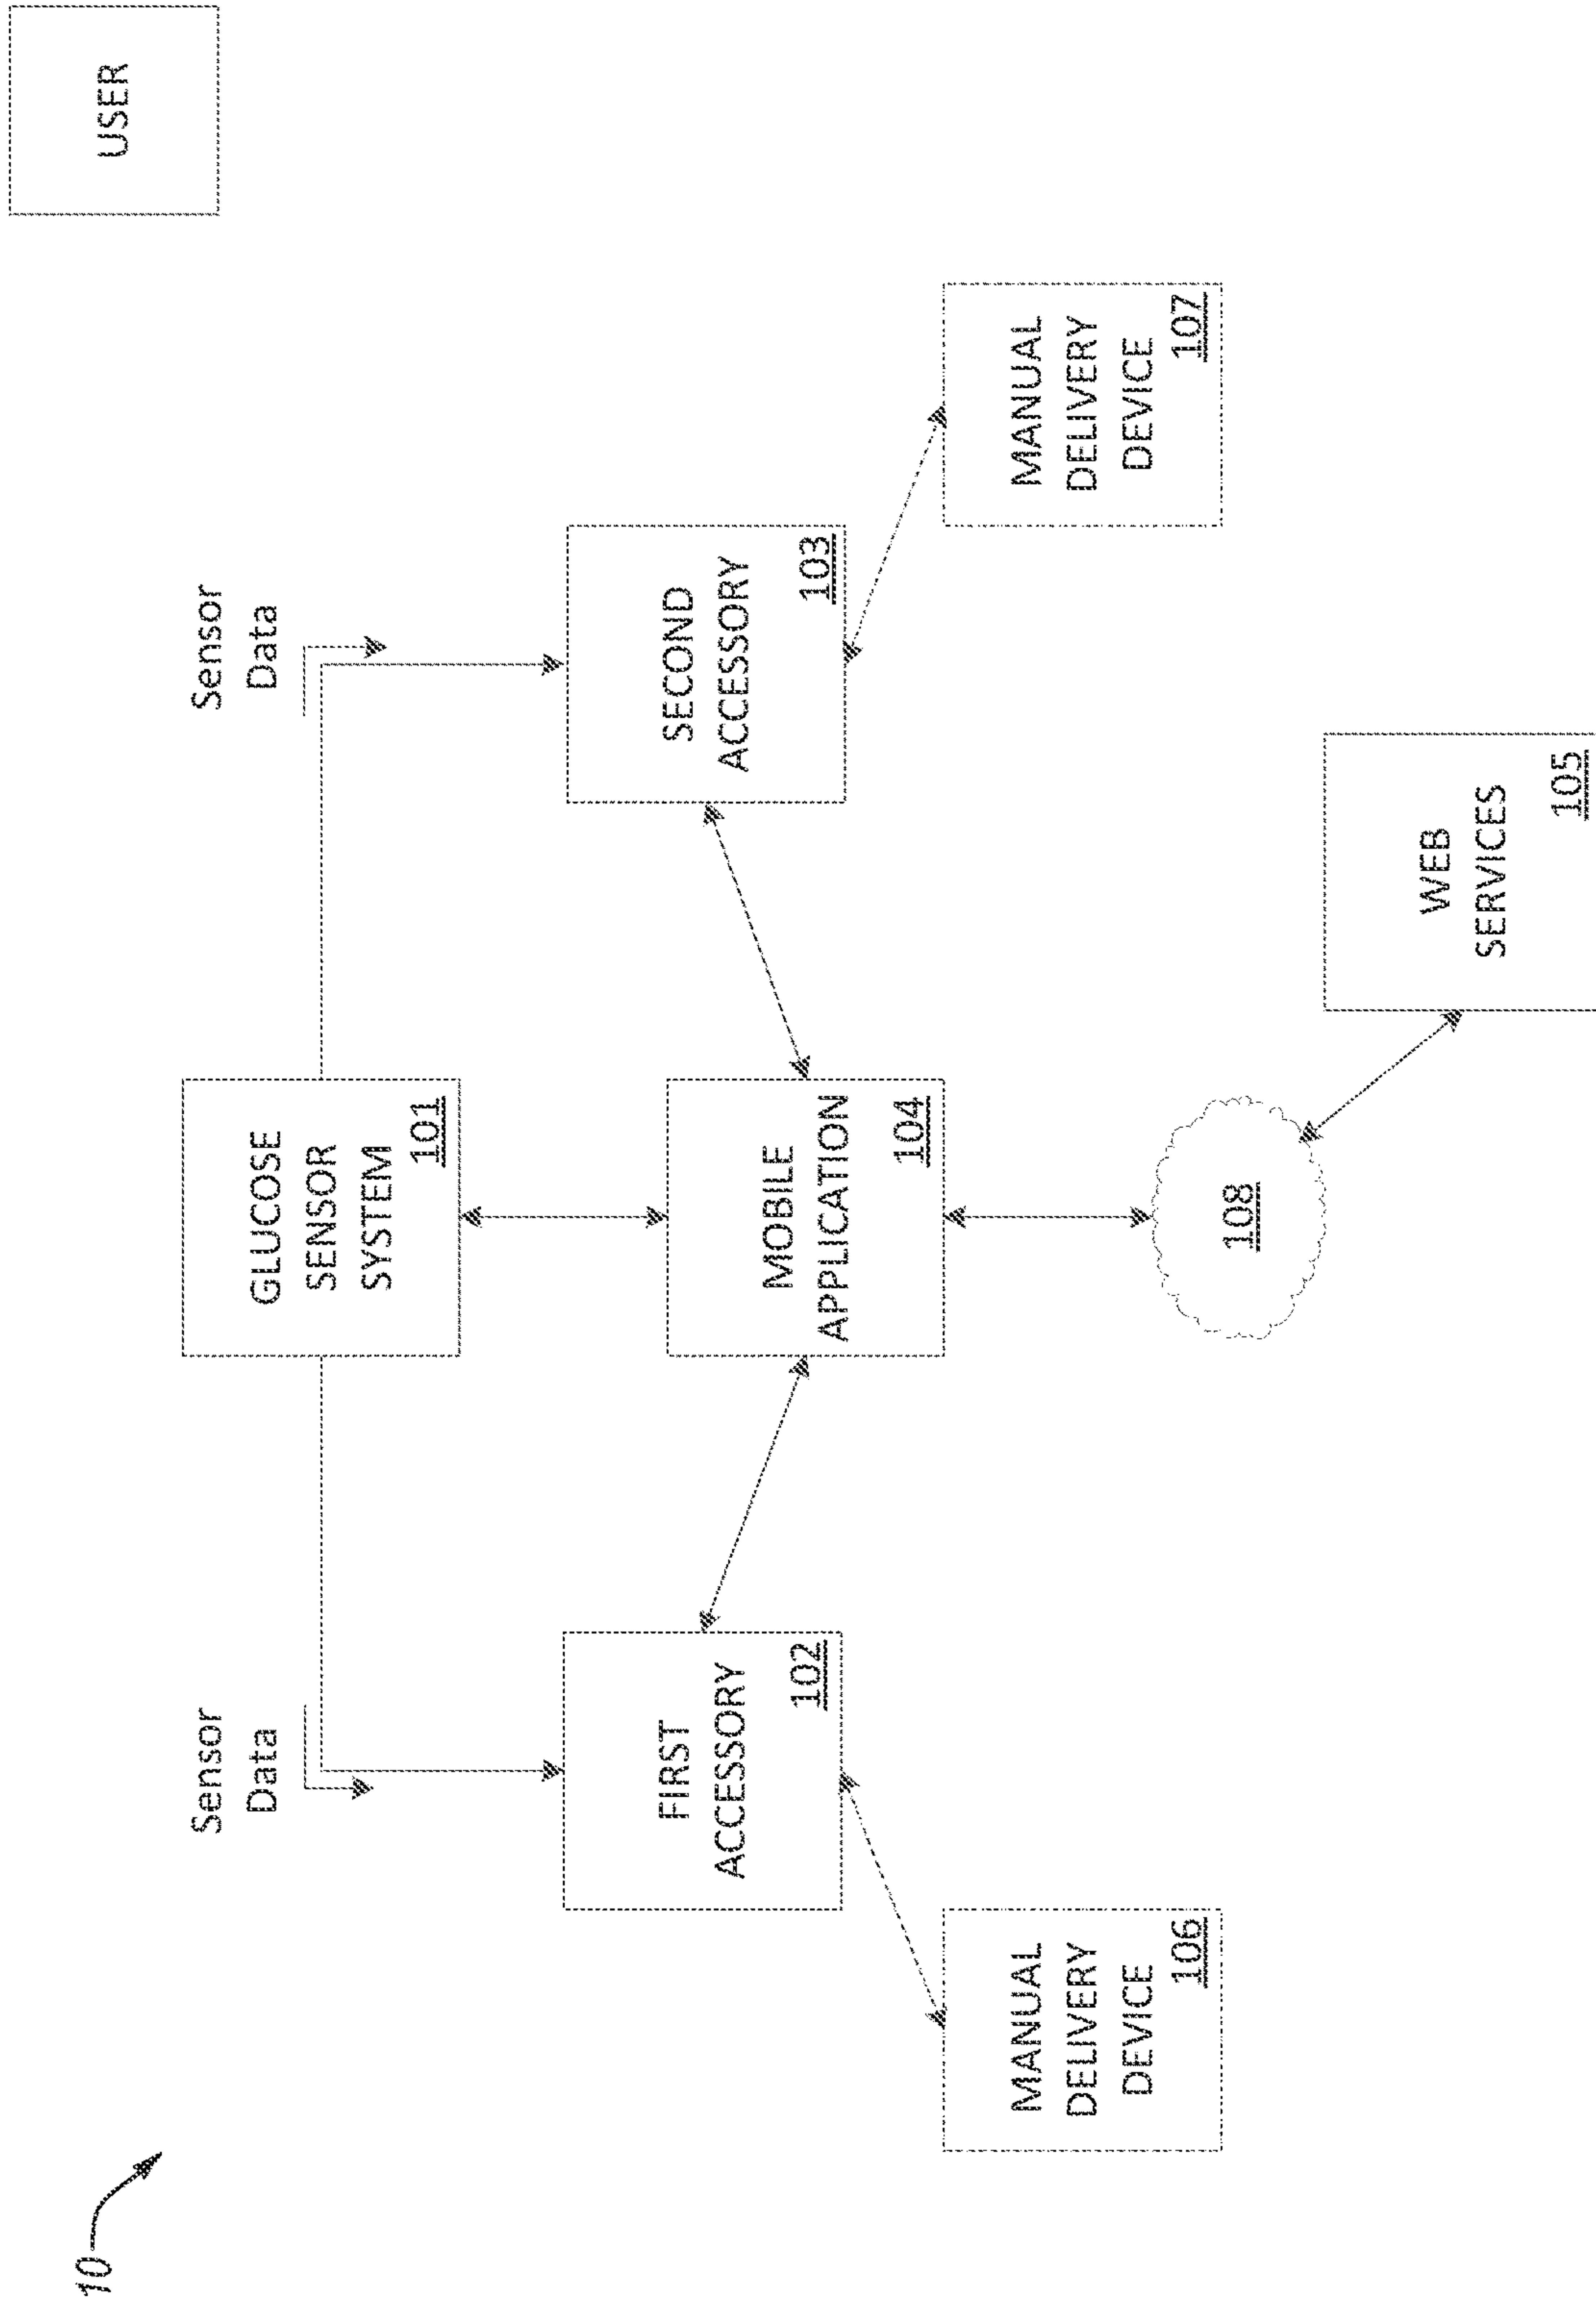 10
USER
Sensor
Data
GLUCOSE
SENSOR
SYSTEM
101
Sensor
Data
FIRST
ACCESSORY
102
MOBILE
APPLICATION
104
SECOND
ACCESSORY
103
MANUAL
DELIVERY
DEVICE
106
108
MANUAL
DELIVERY
DEVICE
107
WEB
SERVICES
105